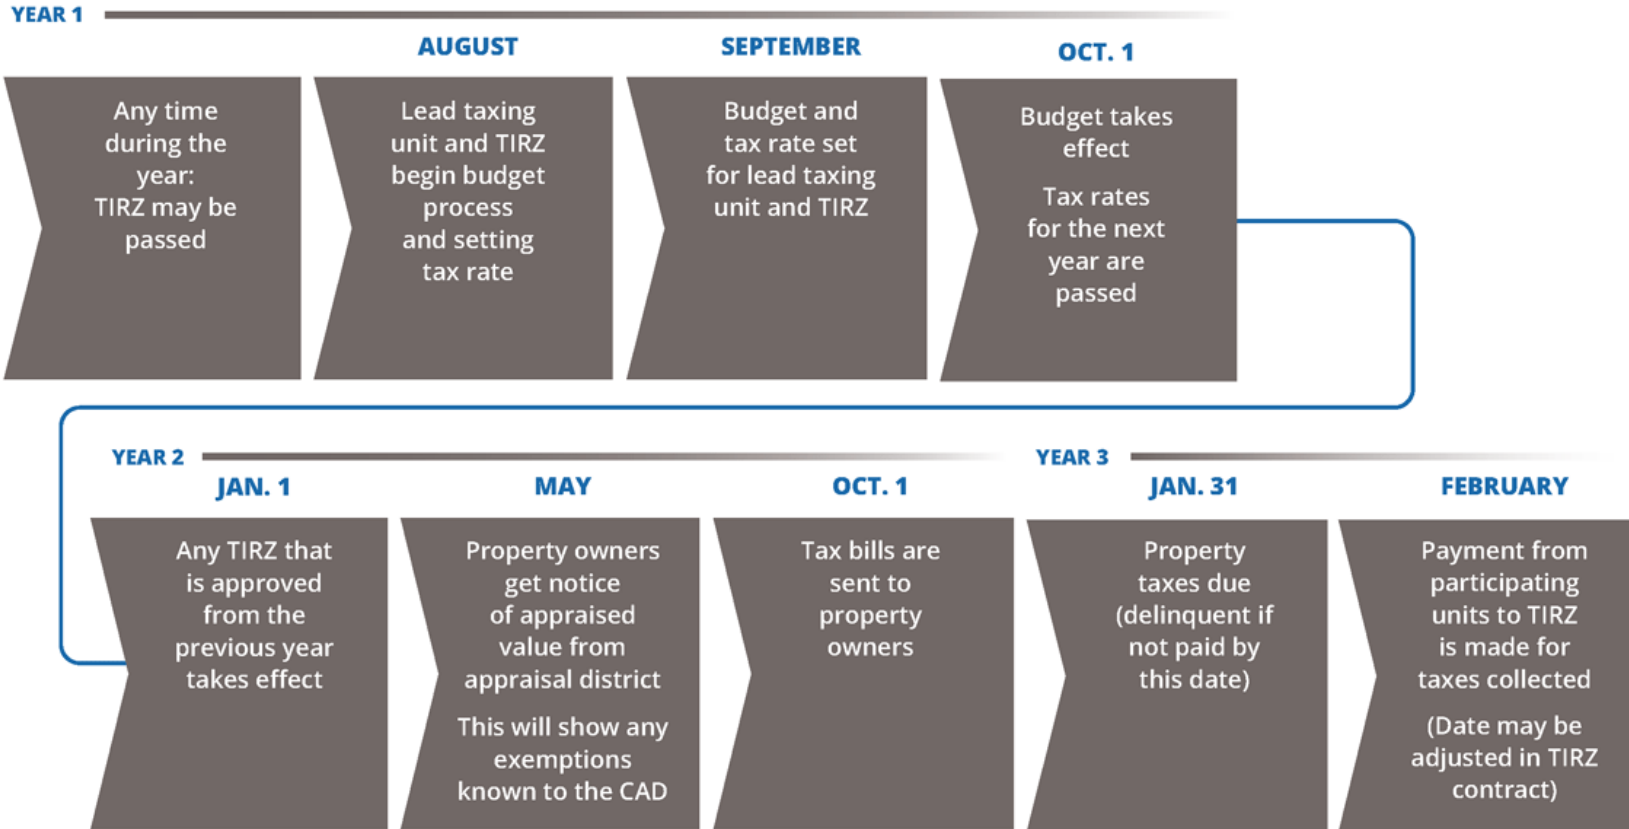 YEAR 1
Any time
during the
year:
TIRZ may be
passed
AUGUST
Lead taxing
unit and TIRZ
begin budget
process
and setting
tax rate
SEPTEMBER
Budget and
tax rate set
for lead taxing
unit and TIRZ
OCT. 1
Budget takes
effect
Tax rates
for the next
year are
passed
YEAR 2
JAN. 1
Any TIRZ that
is approved
from the
previous year
takes effect
MAY
Property owners
get notice
of appraised
value from
appraisal district
This will show any
exemptions
known to the CAD
OCT. 1
Tax bills are
sent to
property
owners
YEAR 3
JAN. 31
Property
taxes due
(delinquent if
not paid by
this date)
FEBRUARY
Payment from
participating
units to TIRZ
is made for
taxes collected
(Date may be
adjusted in TIRZ
contract)